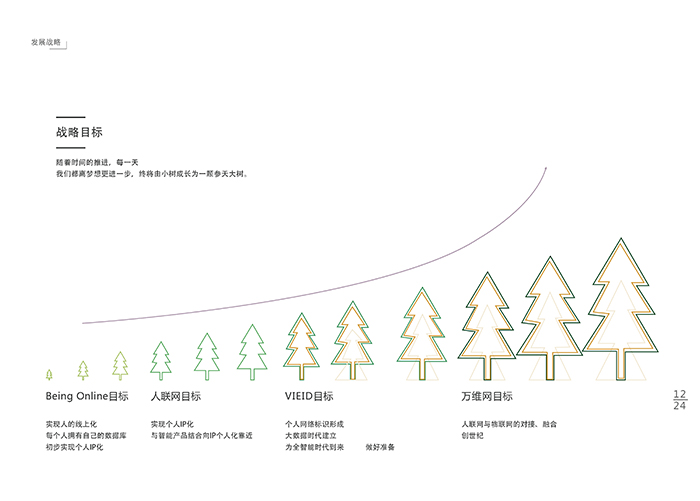 发展战略
战略目标
随着时间的推进，每一天
我们都离梦想更进一步，终将由小树成长为一颗参天大树。
Being Online目标
实现人的线上化
每个人拥有自己的数据库
初步实现个人IP化
人联网目标
实现个人IP化
与智能产品结合向IP个人化靠近
VIEID目标
个人网络标识形成
大数据时代建立
为全智能时代到来 做好准备
万维网目标
人联网与物联网的对接、融合
创世纪
12
24